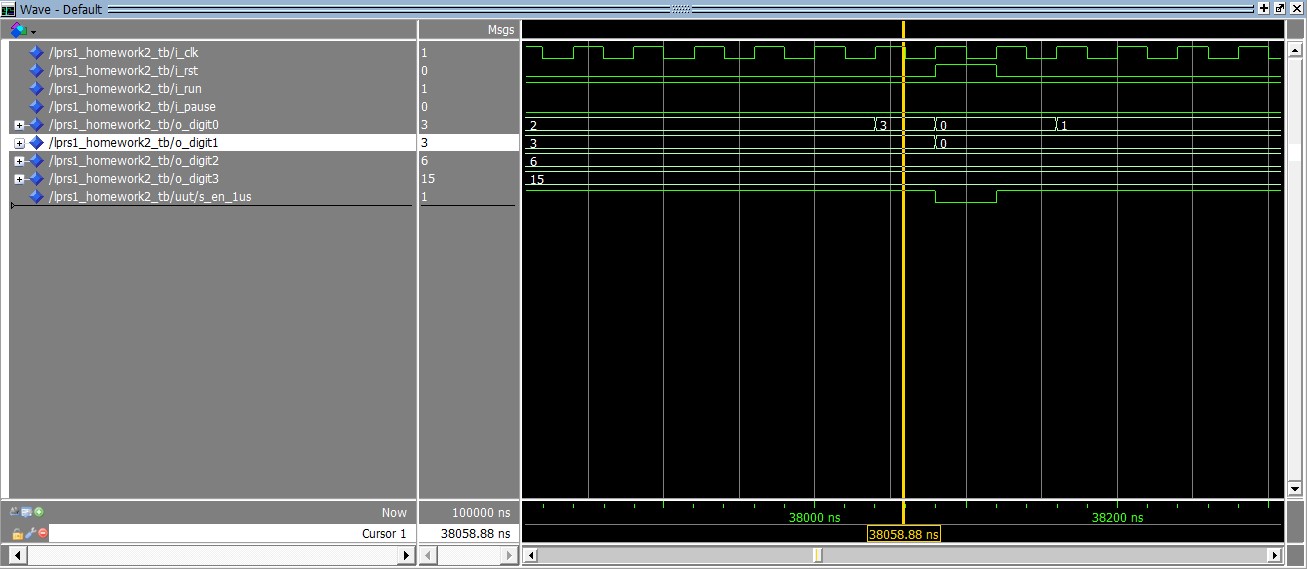 Wave - Default
Msgs
/lprs1_homework2_tb/i_clk 1
/lprs1_homework2_tb/i_rst 0
/lprs1_homework2_tb/i_run 1
/lprs1_homework2_tb/i_pause 0
/lprs1_homework2_tb/o_digit0 3 2 3 0 1
/lprs1_homework2_tb/o_digit1 3 3 0
/lprs1_homework2_tb/o_digit2 6 6
/lprs1_homework2_tb/o_digit3 15 15
/lprs1_homework2_tb/uut/s_en_1us 1
Now 100000 ns 38000 ns 38200 ns
Cursor 1 38058.88 ns 38058.88 ns